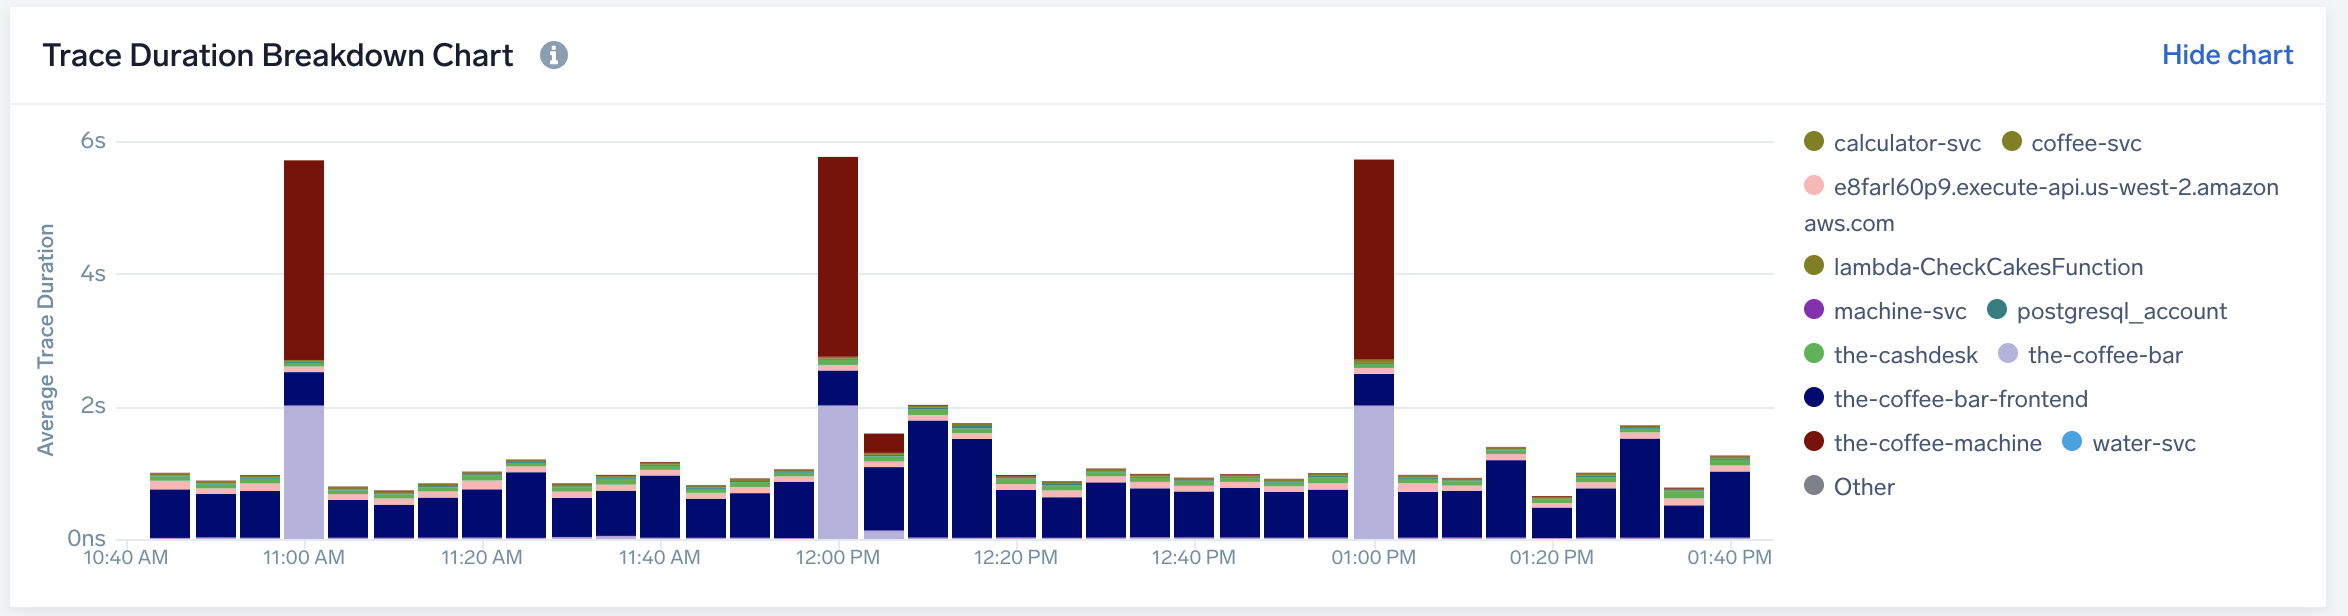 Trace Duration Breakdown Chart
Hide chart
Average Trace Duration
6s
4s
2s
0ns
10:40 AM 11:00 AM 11:20 AM 11:40 AM 12:00 PM 12:20 PM 12:40 PM 01:00 PM 01:20 PM 01:40 PM
calculator-svc coffee-svc
e8farl60p9.execute-api.us-west-2.amazon
aws.com
lambda-CheckCakesFunction
machine-svc postgresql_account
the-cashdesk the-coffee-bar
the-coffee-bar-frontend
the-coffee-machine water-svc
Other